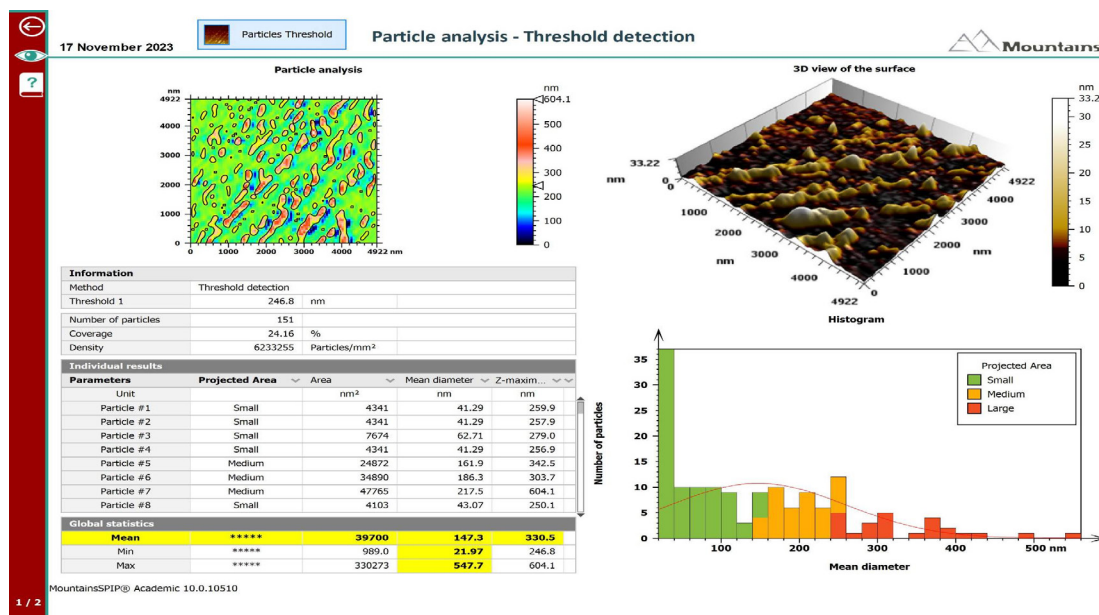 17 November 2023
Particles Threshold
Particle analysis - Threshold detection
Mountains
?
Particle analysis
nm
4922
4000
3000
2000
1000
0
0 1000 2000 3000 4000 4922 nm
nm
604.1
500
400
300
200
100
0
3D view of the surface
33.22
nm
0
0
1000
2000
nm 3000
4000
4922
4922
4000
3000
2000
nm
1000
0
nm
33.2
30
25
20
15
10
5
0
Information
Method Threshold detection
Threshold 1 246.8 nm
Number of particles 151
Coverage 24.16 %
Density 6233255 Particles/mm²
Individual results
Parameters Projected Area Area Mean diameter Z-maxim...
Unit nm² nm nm
Particle #1 Small 4341 41.29 259.9
Particle #2 Small 4341 41.29 257.9
Particle #3 Small 7674 62.71 279.0
Particle #4 Small 4341 41.29 256.9
Particle #5 Medium 24872 161.9 342.5
Particle #6 Medium 34890 186.3 303.7
Particle #7 Medium 47765 217.5 604.1
Particle #8 Small 4103 43.07 250.1
Global statistics
Mean ***** 39700 147.3 330.5
Min ***** 989.0 21.97 246.8
Max ***** 330273 547.7 604.1
Histogram
Number of particles
35
30
25
20
15
10
5
0
100 200 300 400 500 nm
Mean diameter
Projected Area
Small
Medium
Large
MountainsSPIP® Academic 10.0.10510
1 / 2